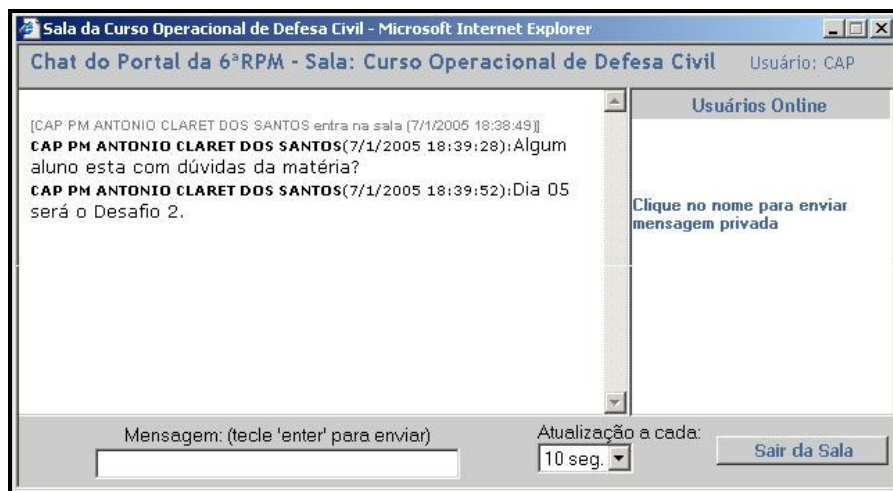 Sala da Curso Operacional de Defesa Civil - Microsoft Internet Explorer
Chat do Portal da 6ªRPM - Sala: Curso Operacional de Defesa Civil Usuário: CAP
[CAP PM ANTONIO CLARET DOS SANTOS entra na sala (7/1/2005 18:38:49)]
CAP PM ANTONIO CLARET DOS SANTOS(7/1/2005 18:39:28):Algum
aluno esta com dúvidas da matéria?
CAP PM ANTONIO CLARET DOS SANTOS(7/1/2005 18:39:52):Dia 05
será o Desafio 2.
Usuários Online
Clique no nome para enviar
mensagem privada
Mensagem: (tecle 'enter' para enviar)
Atualização a cada:
10 seg.
Sair da Sala